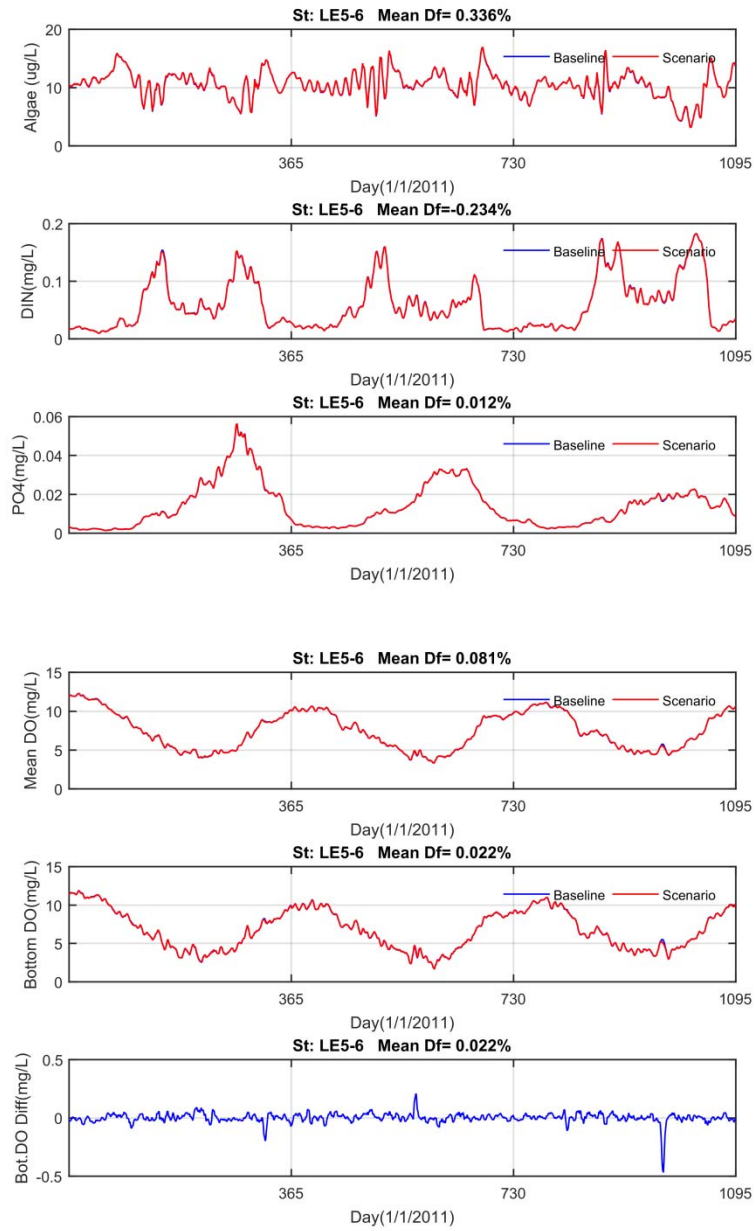 St: LE5-6 Mean Df= 0.336%
20
10
0
Algae (ug/L)
Baseline Scenario
365 730 1095
Day(1/1/2011)
St: LE5-6 Mean Df=-0.234%
0.2
0.1
0
DIN(mg/L)
Baseline Scenario
365 730 1095
Day(1/1/2011)
St: LE5-6 Mean Df= 0.012%
0.06
0.04
0.02
0
PO4(mg/L)
Baseline Scenario
365 730 1095
Day(1/1/2011)
St: LE5-6 Mean Df= 0.081%
15
10
5
0
Mean DO(mg/L)
Baseline Scenario
365 730 1095
Day(1/1/2011)
St: LE5-6 Mean Df= 0.022%
15
10
5
0
Bottom DO(mg/L)
Baseline Scenario
365 730 1095
Day(1/1/2011)
St: LE5-6 Mean Df= 0.022%
0.5
0
-0.5
Bot.DO Diff(mg/L)
365 730 1095
Day(1/1/2011)